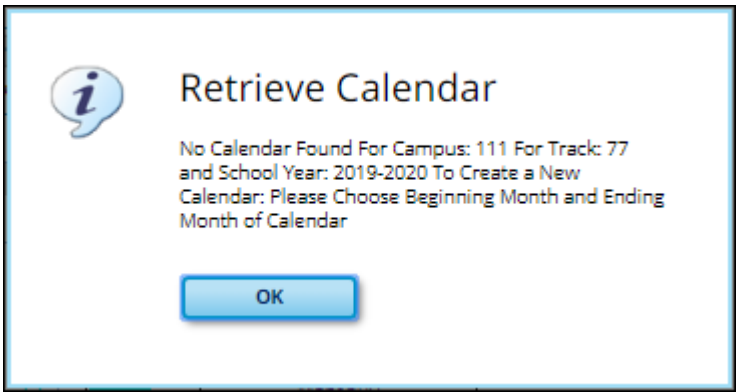 Retrieve Calendar
No Calendar Found For Campus: 111 For Track: 77
and School Year: 2019-2020 To Create a New
Calendar: Please Choose Beginning Month and Ending
Month of Calendar
OK